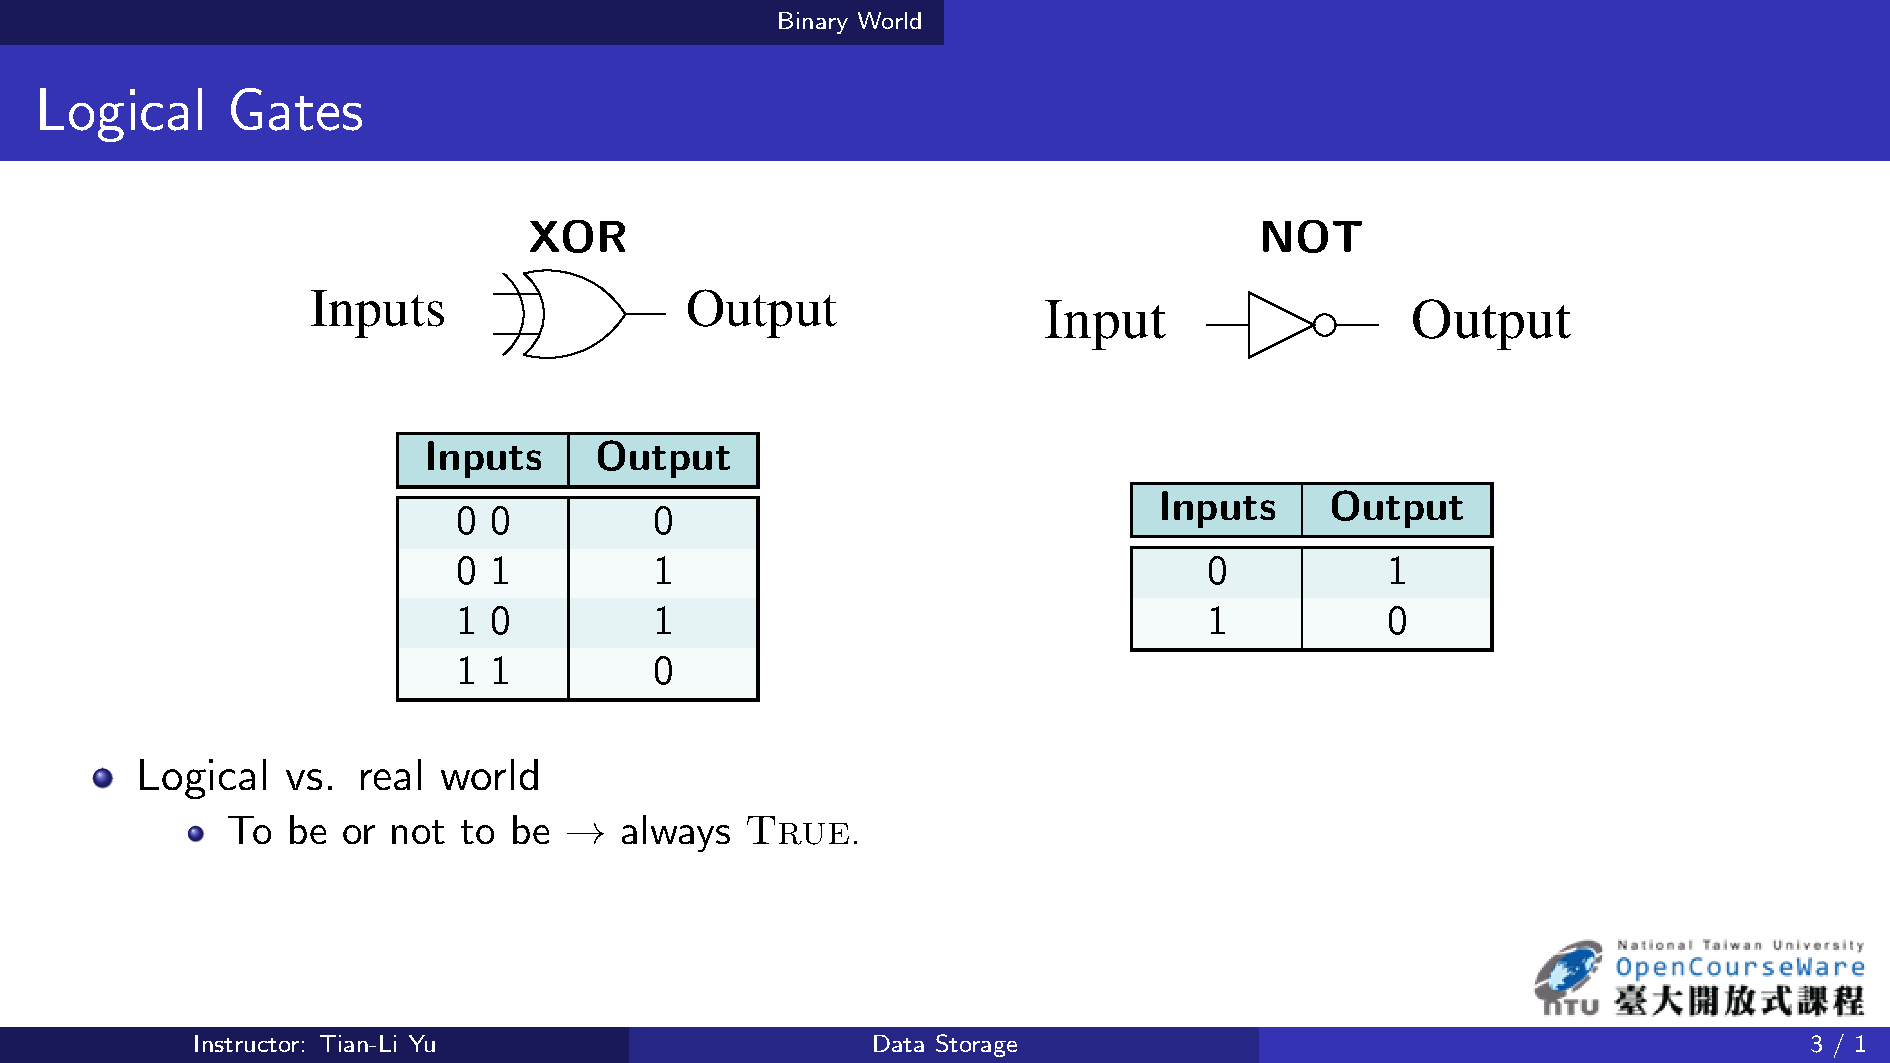 Binary World
Logical Gates
XOR
Inputs
Output
Inputs Output
0 0 0
0 1 1
1 0 1
1 1 0
NOT
Input
Output
Inputs Output
0 1
1 0
Logical vs. real world
To be or not to be → always TRUE.
National Taiwan University
OpenCourseWare
NTU 臺大開放式課程
Instructor: Tian-Li Yu
Data Storage
3 / 1